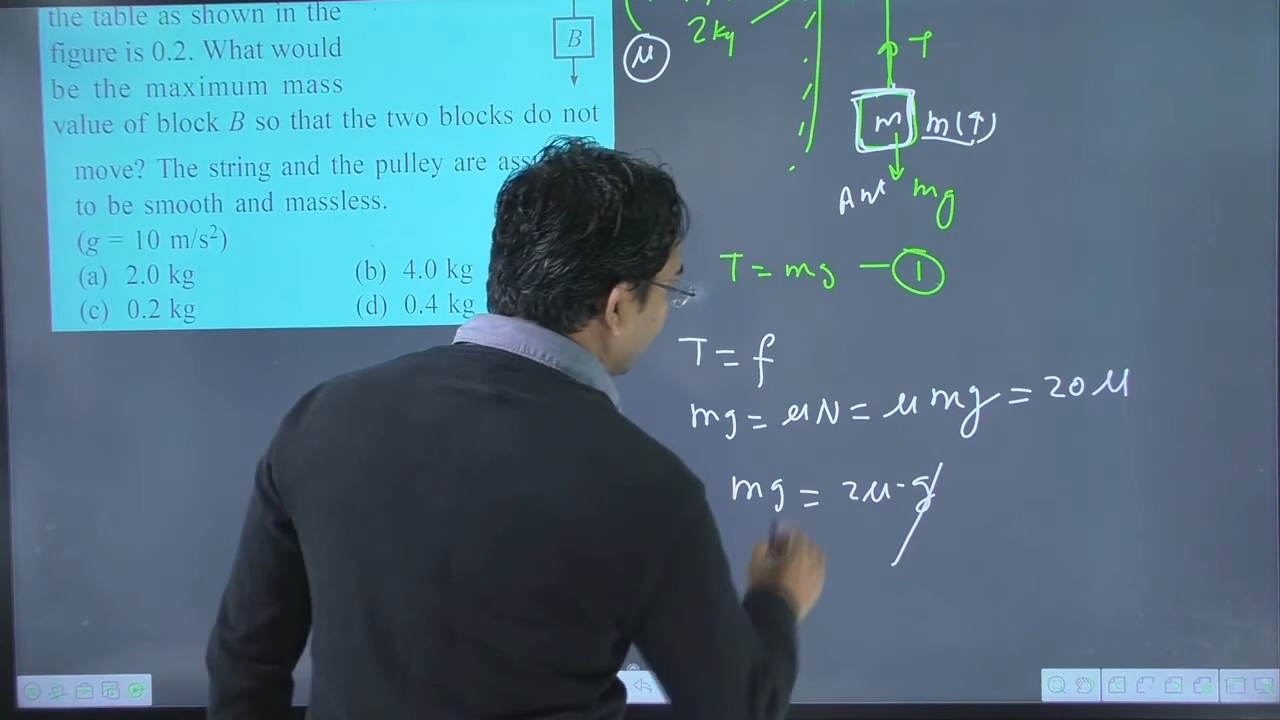 the table as shown in the
figure is 0.2. What would
be the maximum mass
value of block B so that the two blocks do not
move? The string and the pulley are ass
to be smooth and massless.
(g = 10 m/s²)
(a) 2.0 kg (b) 4.0 kg
(c) 0.2 kg (d) 0.4 kg
B
μ
2kg
T
m m(↑)
mg
T = mg — ①
T = f
mg = μN = μmg = 20μ
mg = 2μ·g